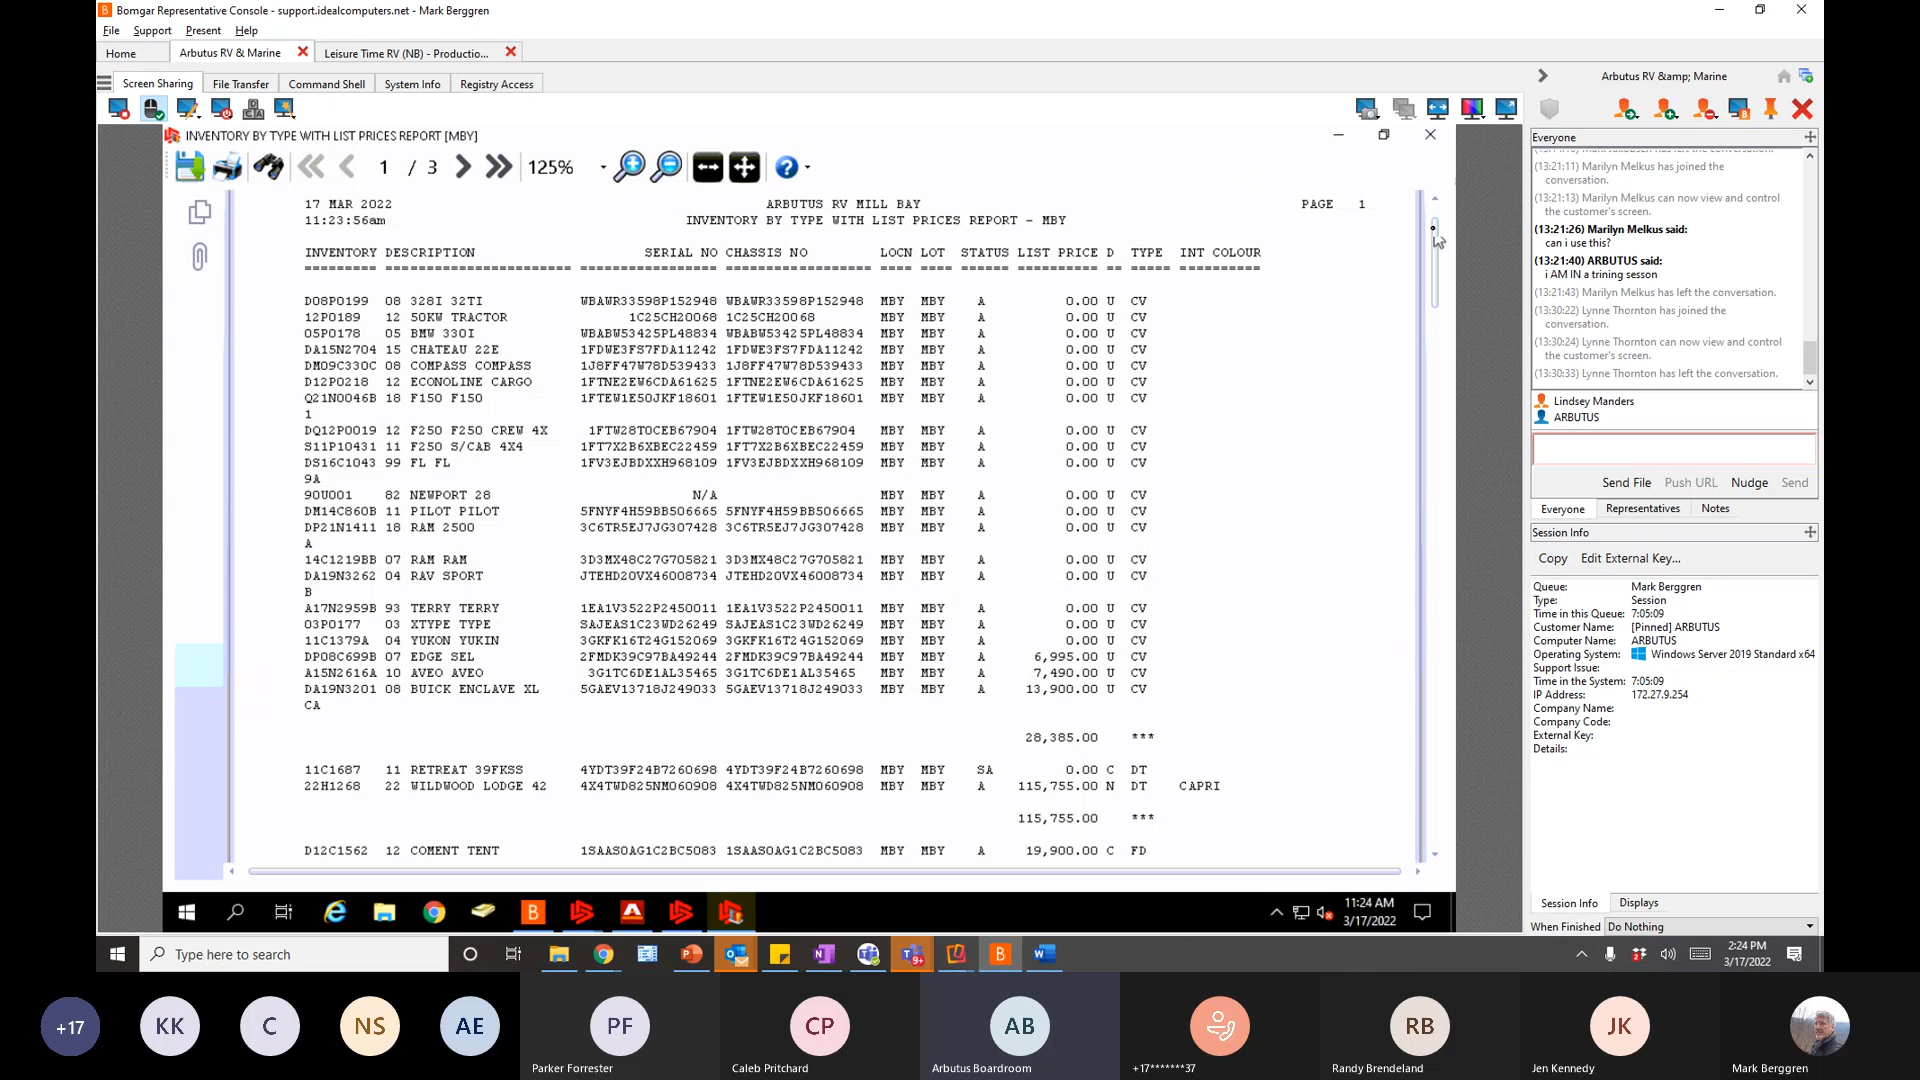 Bomgar Representative Console - support.idealcomputers.net - Mark Berggren
File Support Present Help
Home Arbutus RV & Marine Leisure Time RV (NB) - Productio...
Screen Sharing File Transfer Command Shell System Info Registry Access
Arbutus RV &amp; Marine
INVENTORY BY TYPE WITH LIST PRICES REPORT [MBY]
1 / 3 125%
17 MAR 2022 ARBUTUS RV MILL BAY PAGE 1
11:23:56am INVENTORY BY TYPE WITH LIST PRICES REPORT - MBY
INVENTORY DESCRIPTION SERIAL NO CHASSIS NO LOCN LOT STATUS LIST PRICE D TYPE INT COLOUR
========= ======================= ================= ================== ==== ==== ====== ========== == ===== ==========
D08P0199 08 328I 32TI WBAWR33598P152948 WBAWR33598P152948 MBY MBY A 0.00 U CV
12P0189 12 50KW TRACTOR 1C25CH20068 1C25CH20068 MBY MBY A 0.00 U CV
05P0178 05 BMW 330I WBABW53425PL48834 WBABW53425PL48834 MBY MBY A 0.00 U CV
DA15N2704 15 CHATEAU 22E 1FDWE3FS7FDA11242 1FDWE3FS7FDA11242 MBY MBY A 0.00 U CV
DM09C330C 08 COMPASS COMPASS 1J8FF47W78D539433 1J8FF47W78D539433 MBY MBY A 0.00 U CV
D12P0218 12 ECONOLINE CARGO 1FTNE2EW6CDA61625 1FTNE2EW6CDA61625 MBY MBY A 0.00 U CV
Q21N0046B 18 F150 F150 1FTEW1E50JKF18601 1FTEW1E50JKF18601 MBY MBY A 0.00 U CV
1
DQ12P0019 12 F250 F250 CREW 4X 1FTW28T0CEB67904 1FTW28T0CEB67904 MBY MBY A 0.00 U CV
S11P10431 11 F250 S/CAB 4X4 1FT7X2B6XBEC22459 1FT7X2B6XBEC22459 MBY MBY A 0.00 U CV
DS16C1043 99 FL FL 1FV3EJBDXXH968109 1FV3EJBDXXH968109 MBY MBY A 0.00 U CV
9A
90U001 82 NEWPORT 28 N/A MBY MBY A 0.00 U CV
DM14C860B 11 PILOT PILOT 5FNYF4H59BB506665 5FNYF4H59BB506665 MBY MBY A 0.00 U CV
DP21N1411 18 RAM 2500 3C6TR5EJ7JG307428 3C6TR5EJ7JG307428 MBY MBY A 0.00 U CV
A
14C1219BB 07 RAM RAM 3D3MX48C27G705821 3D3MX48C27G705821 MBY MBY A 0.00 U CV
DA19N3262 04 RAV SPORT JTEHD20VX46008734 JTEHD20VX46008734 MBY MBY A 0.00 U CV
B
A17N2959B 93 TERRY TERRY 1EA1V3522P2450011 1EA1V3522P2450011 MBY MBY A 0.00 U CV
03P0177 03 XTYPE TYPE SAJEAS1C23WD26249 SAJEAS1C23WD26249 MBY MBY A 0.00 U CV
11C1379A 04 YUKON YUKIN 3GKFK16T24G152069 3GKFK16T24G152069 MBY MBY A 0.00 U CV
DP08C699B 07 EDGE SEL 2FMDK39C97BA49244 2FMDK39C97BA49244 MBY MBY A 6,995.00 U CV
A15N2616A 10 AVEO AVEO 3G1TC6DE1AL35465 3G1TC6DE1AL35465 MBY MBY A 7,490.00 U CV
DA19N3201 08 BUICK ENCLAVE XL 5GAEV13718J249033 5GAEV13718J249033 MBY MBY A 13,900.00 U CV
CA
28,385.00 ***
11C1687 11 RETREAT 39FKSS 4YDT39F24B7260698 4YDT39F24B7260698 MBY MBY SA 0.00 C DT
22H1268 22 WILDWOOD LODGE 42 4X4TWD825NM060908 4X4TWD825NM060908 MBY MBY A 115,755.00 N DT CAPRI
115,755.00 ***
D12C1562 12 COMENT TENT 1SAAS0AG1C2BC5083 1SAAS0AG1C2BC5083 MBY MBY A 19,900.00 C FD
11:24 AM
3/17/2022
Everyone
(13:21:11) Marilyn Melkus has joined the
conversation.
(13:21:13) Marilyn Melkus can now view and control
the customer's screen.
(13:21:26) Marilyn Melkus said:
can i use this?
(13:21:40) ARBUTUS said:
i AM IN a trining sesson
(13:21:43) Marilyn Melkus has left the conversation.
(13:30:22) Lynne Thornton has joined the
conversation.
(13:30:24) Lynne Thornton can now view and control
the customer's screen.
(13:30:33) Lynne Thornton has left the conversation.
Lindsey Manders
ARBUTUS
Send File Push URL Nudge Send
Everyone Representatives Notes
Session Info
Copy Edit External Key...
Queue: Mark Berggren
Type: Session
Time in this Queue: 7:05:09
Customer Name: [Pinned] ARBUTUS
Computer Name: ARBUTUS
Operating System: Windows Server 2019 Standard x64
Support Issue:
Time in the System: 7:05:09
IP Address: 172.27.9.254
Company Name:
Company Code:
External Key:
Details:
Session Info Displays
When Finished Do Nothing
Type here to search
2:24 PM
3/17/2022
+17 KK C NS AE PF CP AB RB JK
Parker Forrester Caleb Pritchard Arbutus Boardroom +17*******37 Randy Brendeland Jen Kennedy Mark Berggren